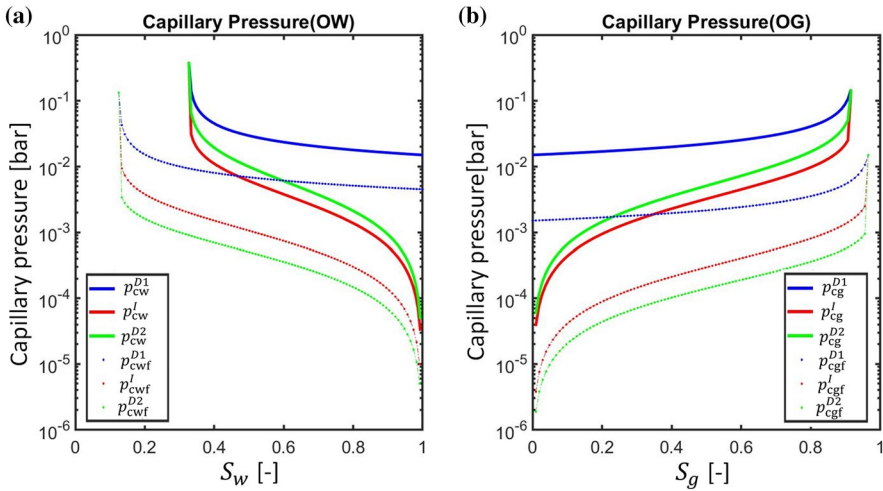 (a)
Capillary Pressure(OW)
Capillary pressure [bar]
10^0
10^-1
10^-2
10^-3
10^-4
10^-5
10^-6
p_cw^D1
p_cw^I
p_cw^D2
p_cwf^D1
p_cwf^I
p_cwf^D2
0 0.2 0.4 0.6 0.8 1
S_w [-]
(b)
Capillary Pressure(OG)
Capillary pressure[bar]
10^0
10^-1
10^-2
10^-3
10^-4
10^-5
10^-6
p_cg^D1
p_cg^I
p_cg^D2
p_cgf^D1
p_cgf^I
p_cgf^D2
0 0.2 0.4 0.6 0.8 1
S_g [-]